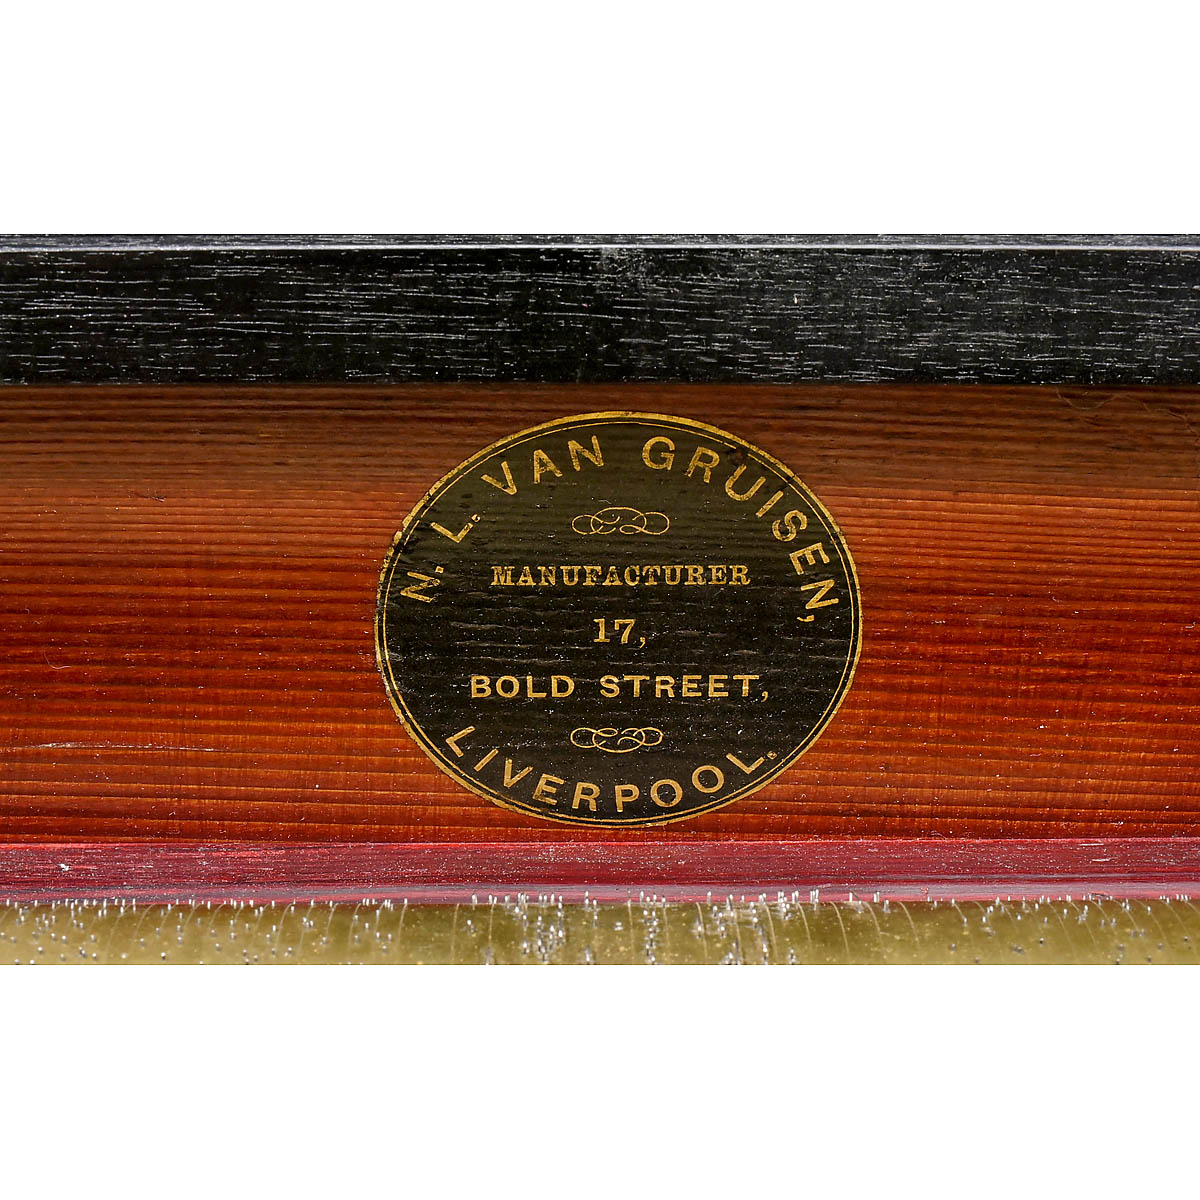 N. L. VAN GRUISEN,
MANUFACTURER
17,
BOLD STREET,
LIVERPOOL.